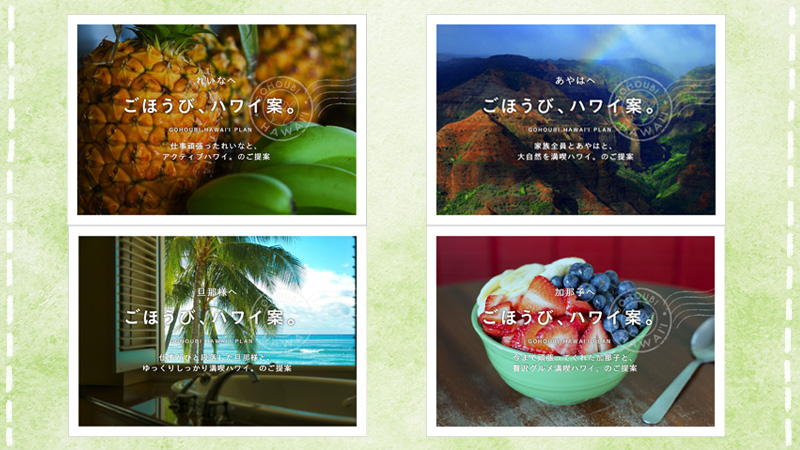 れいなへ
ごほうび、ハワイ案。
GOHOUBI HAWAI'I PLAN
仕事頑張ったれいなと、
アクティブハワイ。のご提案
GOHOUBI
HAWAI'I
あやはへ
ごほうび、ハワイ案。
GOHOUBI HAWAI'I PLAN
家族全員とあやはと、
大自然を満喫ハワイ。のご提案
GOHOUBI
HAWAI'I
旦那様へ
ごほうび、ハワイ案。
GOHOUBI HAWAI'I PLAN
仕事がひと段落した旦那様と、
ゆっくりしっかり満喫ハワイ。のご提案
GOHOUBI
HAWAI'I
加那子へ
ごほうび、ハワイ案。
GOHOUBI HAWAI'I PLAN
今まで頑張ってくれた加那子と、
贅沢グルメ満喫ハワイ。のご提案
GOHOUBI
HAWAI'I